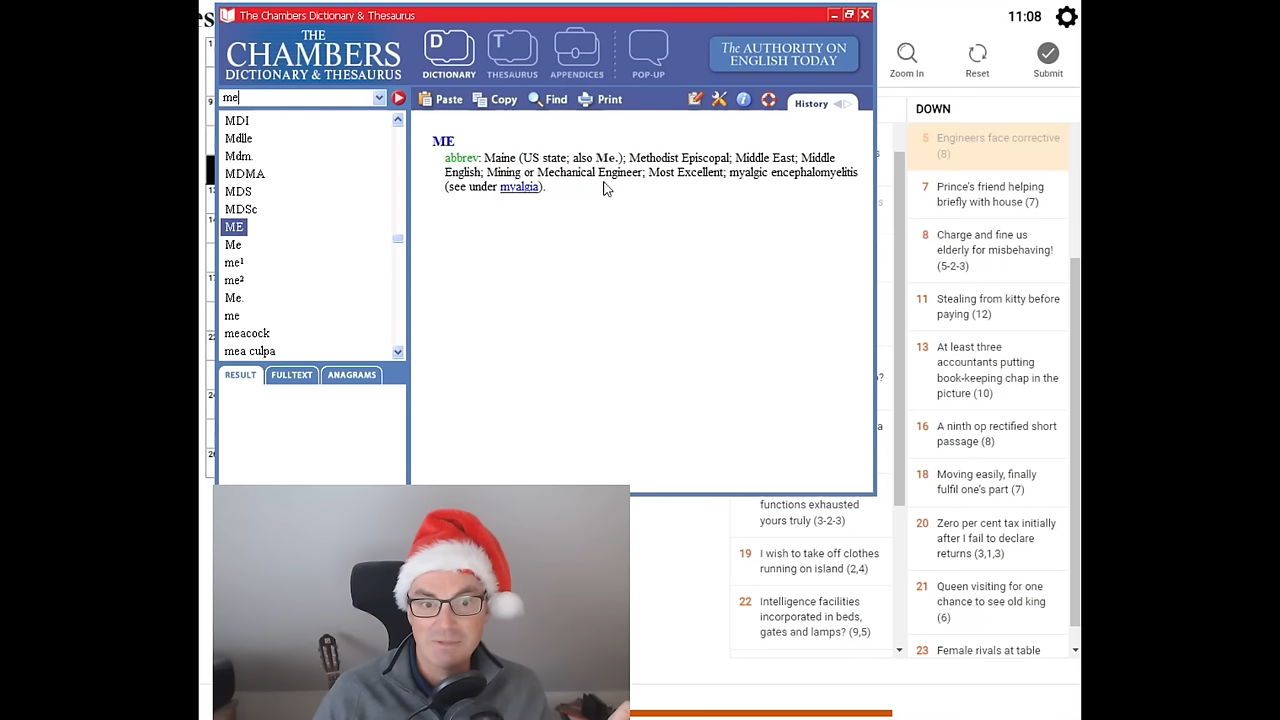 The Chambers Dictionary & Thesaurus
THE
CHAMBERS
DICTIONARY & THESAURUS
D
DICTIONARY
T
THESAURUS
APPENDICES
POP-UP
The AUTHORITY ON
ENGLISH TODAY
me
Paste
Copy
Find
Print
History
MDI
Mdlle
Mdm.
MDMA
MDS
MDSc
ME
Me
me¹
me²
Me.
me
meacock
mea culpa
RESULT
FULLTEXT
ANAGRAMS
ME
abbrev: Maine (US state; also Me.); Methodist Episcopal; Middle East; Middle
English; Mining or Mechanical Engineer; Most Excellent; myalgic encephalomyelitis
(see under myalgia).
11:08
Zoom In
Reset
Submit
DOWN
5 Engineers face corrective
(8)
7 Prince's friend helping
briefly with house (7)
8 Charge and fine us
elderly for misbehaving!
(5-2-3)
11 Stealing from kitty before
paying (12)
13 At least three
accountants putting
book-keeping chap in the
picture (10)
16 A ninth op rectified short
passage (8)
18 Moving easily, finally
fulfil one's part (7)
20 Zero per cent tax initially
after I fail to declare
returns (3,1,3)
21 Queen visiting for one
chance to see old king
(6)
23 Female rivals at table
functions exhausted
yours truly (3-2-3)
19 I wish to take off clothes
running on island (2,4)
22 Intelligence facilities
incorporated in beds,
gates and lamps? (9,5)